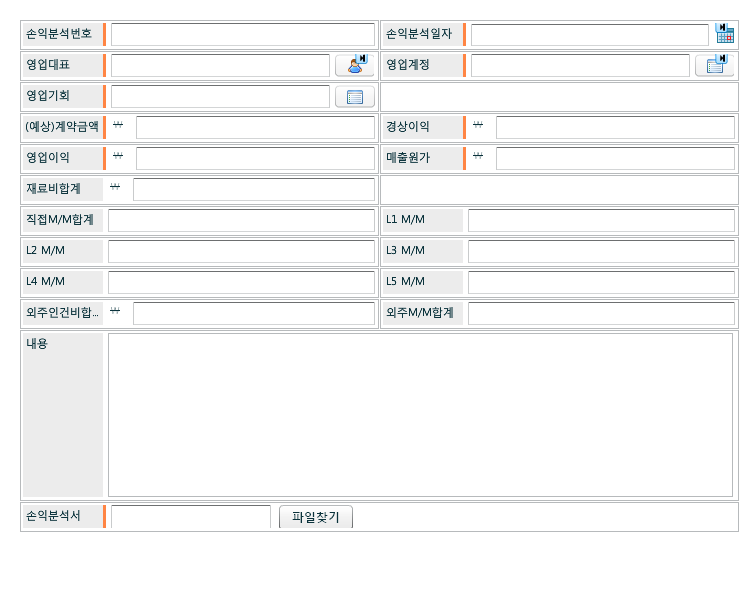 손익분석번호 손익분석일자
영업대표 영업계정
영업기회
(예상)계약금액 ₩ 경상이익 ₩
영업이익 ₩ 매출원가 ₩
재료비합계 ₩
직접M/M합계 L1 M/M
L2 M/M L3 M/M
L4 M/M L5 M/M
외주인건비합... ₩ 외주M/M합계
내용
손익분석서 파일찾기